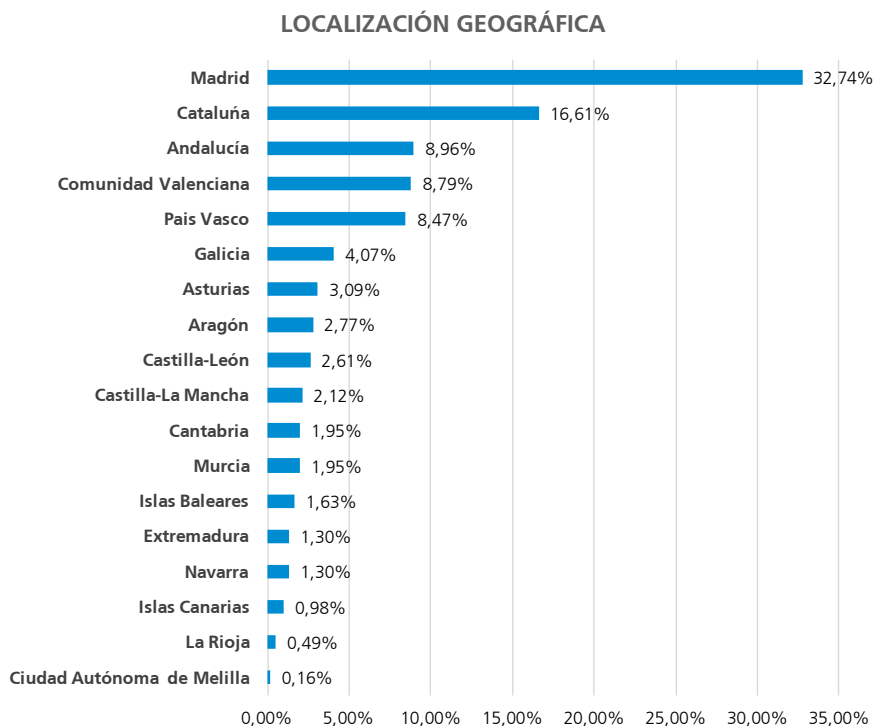 LOCALIZACIÓN GEOGRÁFICA
Madrid 32,74%
Cataluńa 16,61%
Andalucía 8,96%
Comunidad Valenciana 8,79%
Pais Vasco 8,47%
Galicia 4,07%
Asturias 3,09%
Aragón 2,77%
Castilla-León 2,61%
Castilla-La Mancha 2,12%
Cantabria 1,95%
Murcia 1,95%
Islas Baleares 1,63%
Extremadura 1,30%
Navarra 1,30%
Islas Canarias 0,98%
La Rioja 0,49%
Ciudad Autónoma de Melilla 0,16%
0,00% 5,00% 10,00% 15,00% 20,00% 25,00% 30,00% 35,00%